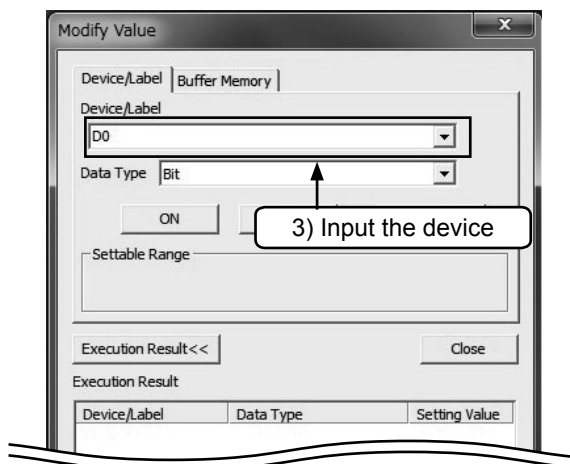 Modify Value
Device/Label Buffer Memory
Device/Label
D0
Data Type Bit
ON
3) Input the device
Settable Range
Execution Result<< Close
Execution Result
Device/Label Data Type Setting Value